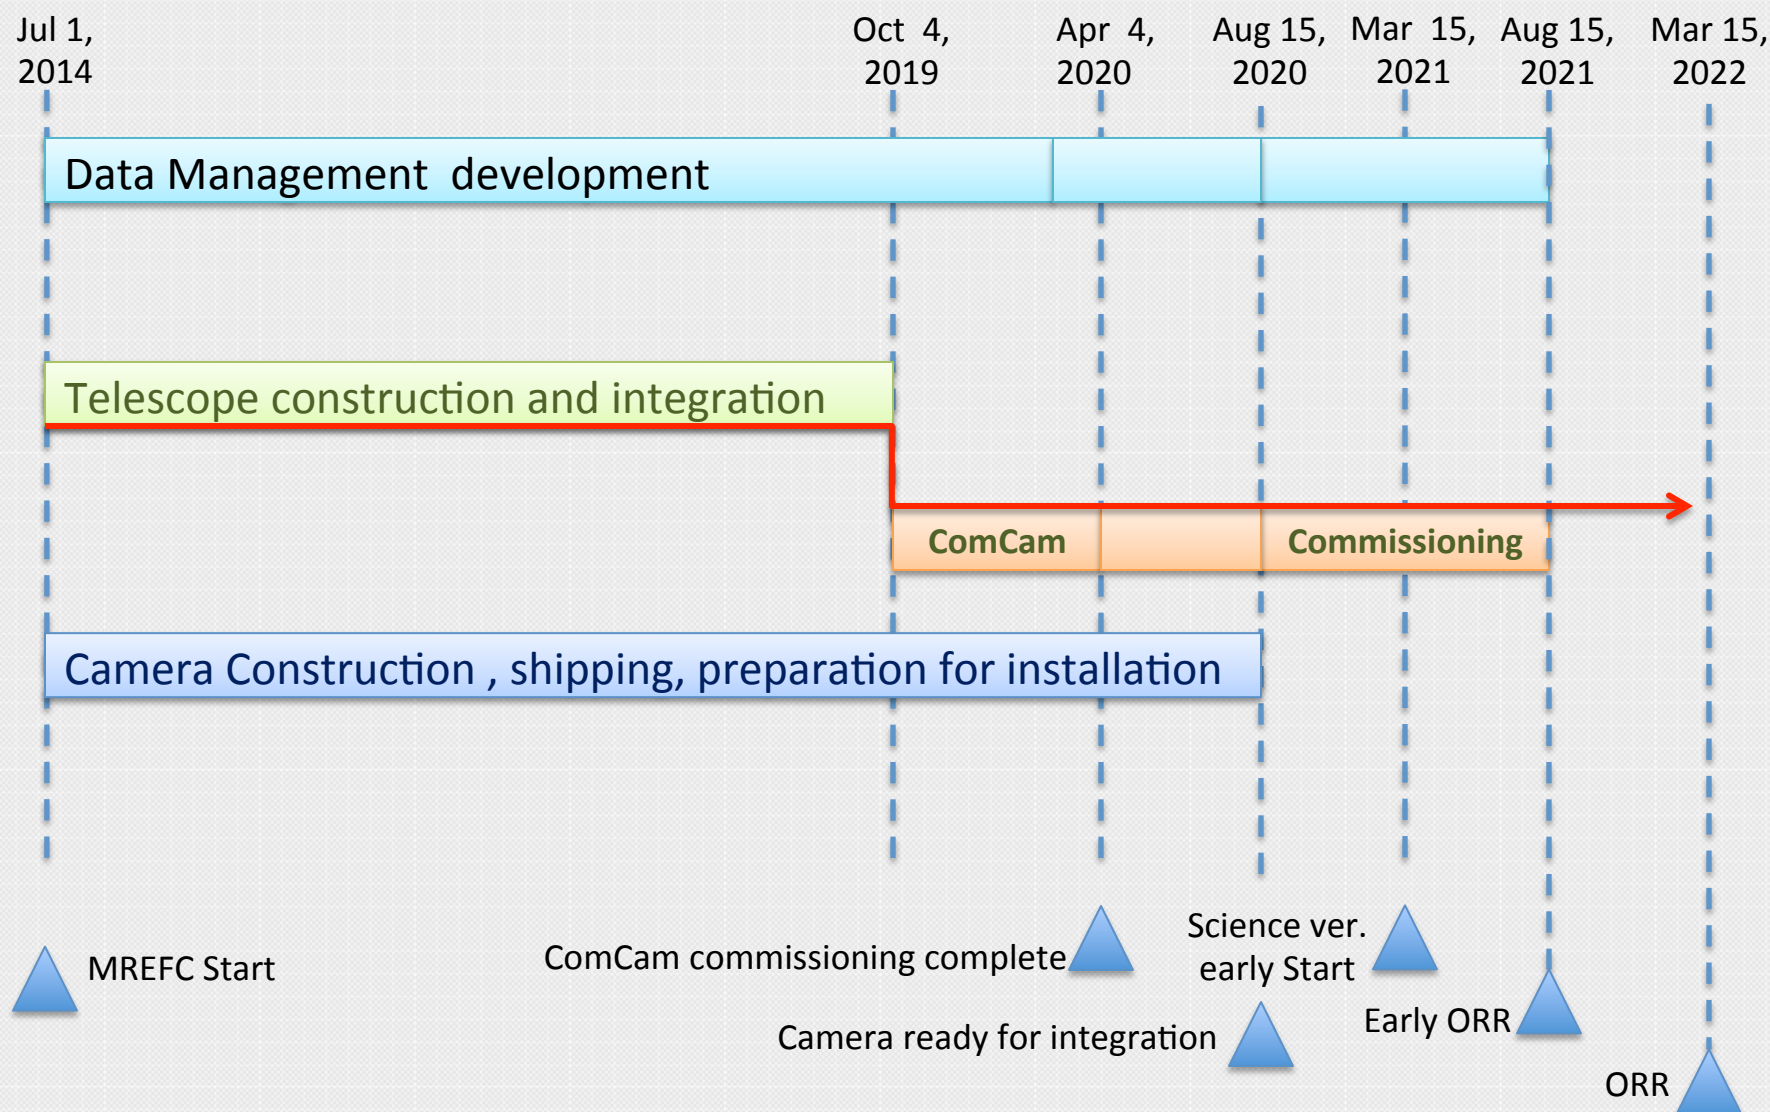 Jul 1,
2014
Oct 4,
2019
Apr 4,
2020
Aug 15,
2020
Mar 15,
2021
Aug 15,
2021
Mar 15,
2022
Data Management development
Telescope construction and integration
ComCam
Commissioning
Camera Construction , shipping, preparation for installation
MREFC Start
ComCam commissioning complete
Science ver.
early Start
Camera ready for integration
Early ORR
ORR